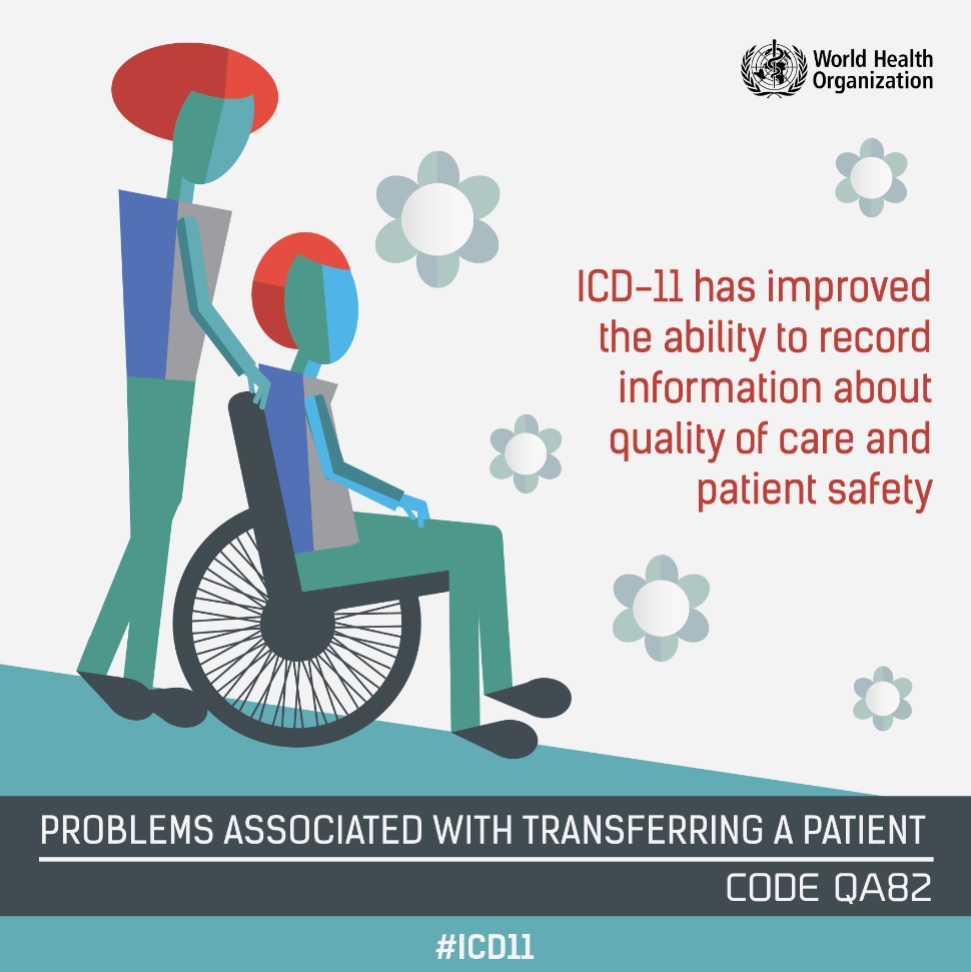 World Health
Organization
ICD-11 has improved
the ability to record
information about
quality of care and
patient safety
PROBLEMS ASSOCIATED WITH TRANSFERRING A PATIENT
CODE QA82
#ICD11